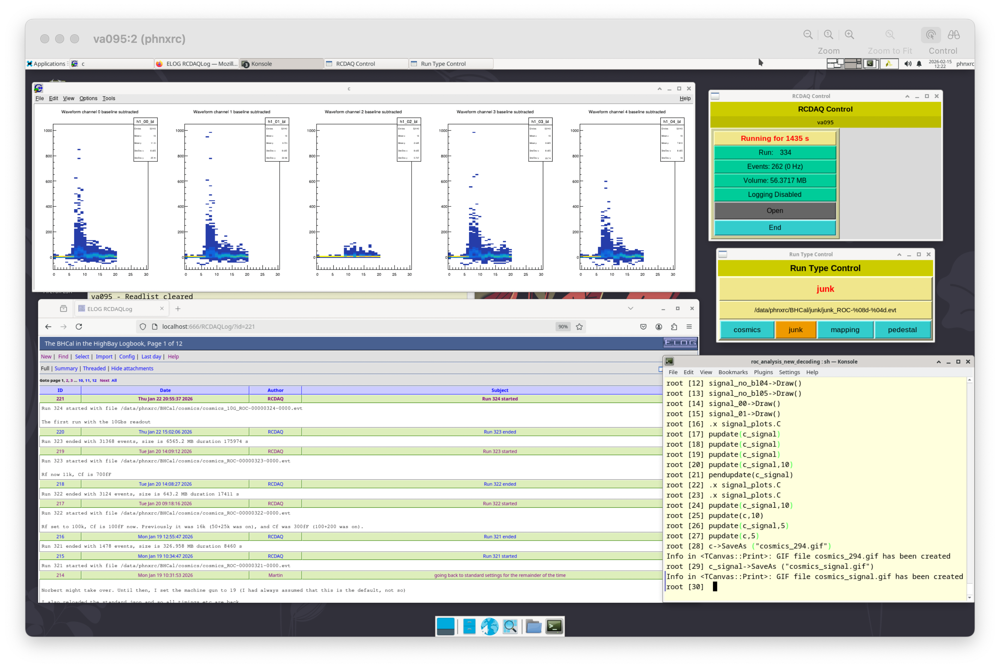 va095:2 (phnxrc)
Zoom
Zoom to Fit
Control
Applications
c
ELOG RCDAQLog — Mozill...
Konsole
RCDAQ Control
Run Type Control
2026-02-15
12:22
phnxrc
c
File Edit View Options Tools
Help
Waveform channel 0 baseline subtracted
h1_00_bl
1000
800
600
400
200
0
0 5 10 15 20 25 30
Waveform channel 1 baseline subtracted
h1_01_bl
1000
800
600
400
200
0
0 5 10 15 20 25 30
Waveform channel 2 baseline subtracted
h1_02_bl
1000
800
600
400
200
0
0 5 10 15 20 25 30
Waveform channel 3 baseline subtracted
h1_03_bl
1000
800
600
400
200
0
0 5 10 15 20 25 30
Waveform channel 4 baseline subtracted
h1_04_bl
1000
800
600
400
200
0
0 5 10 15 20 25 30
RCDAQ Control
RCDAQ Control
va095
Running for 1435 s
Run: 334
Events: 262 (0 Hz)
Volume: 56.3717 MB
Logging Disabled
Open
End
Run Type Control
Run Type Control
junk
/data/phnxrc/BHCal/junk/junk_ROC-%08d-%04d.evt
cosmics
junk
mapping
pedestal
va095 - Readlist cleared
ELOG RCDAQLog
localhost:666/RCDAQLog/?id=221
90%
The BHCal in the HighBay Logbook, Page 1 of 12
ELOG
New | Find | Select | Import | Config | Last day | Help
Full | Summary | Threaded | Hide attachments
Goto page 1, 2, 3 ... 10, 11, 12 Next All
ID Date Author Subject
221 Thu Jan 22 20:55:37 2026 RCDAQ Run 324 started
Run 324 started with file /data/phnxrc/BHCal/cosmics/cosmics_10G_ROC-00000324-0000.evt
The first run with the 10Gbs readout
220 Thu Jan 22 15:02:06 2026 RCDAQ Run 323 ended
Run 323 ended with 31368 events, size is 6565.2 MB duration 175974 s
219 Tue Jan 20 14:09:12 2026 RCDAQ Run 323 started
Run 323 started with file /data/phnxrc/BHCal/cosmics/cosmics_ROC-00000323-0000.evt
Rf now 11k, Cf is 700fF
218 Tue Jan 20 14:08:27 2026 RCDAQ Run 322 ended
Run 322 ended with 3124 events, size is 643.2 MB duration 17411 s
217 Tue Jan 20 09:18:16 2026 RCDAQ Run 322 started
Run 322 started with file /data/phnxrc/BHCal/cosmics/cosmics_ROC-00000322-0000.evt
Rf set to 100k, Cf is 100fF now. Previously it was 16k (50+25k was on), and Cf was 300fF (100+200 was on).
216 Mon Jan 19 12:55:47 2026 RCDAQ Run 321 ended
Run 321 ended with 1478 events, size is 326.958 MB duration 8460 s
215 Mon Jan 19 10:34:47 2026 RCDAQ Run 321 started
Run 321 started with file /data/phnxrc/BHCal/cosmics/cosmics_ROC-00000321-0000.evt
214 Mon Jan 19 10:31:53 2026 Martin going back to standard settings for the remainder of the time
Norbert might take over. Until then, I set the machine gun to 19 (I had always assumed that this is the default, not so)
I also reloaded the standard json and so all timings etc are back
roc_analysis_new_decoding : sh — Konsole
File Edit View Bookmarks Plugins Settings Help
root [12] signal_no_bl04->Draw()
root [13] signal_no_bl05->Draw()
root [14] signal_00->Draw()
root [15] signal_01->Draw()
root [16] .x signal_plots.C
root [17] pupdate(c_signal)
root [18] pupdate(c_signal)
root [19] pupdate(c_signal)
root [20] pupdate(c_signal,10)
root [21] pendupdate(c_signal)
root [22] .x signal_plots.C
root [23] .x signal_plots.C
root [24] pupdate(c_signal,10)
root [25] pupdate(c,10)
root [26] pupdate(c_signal,5)
root [27] pupdate(c,5)
root [28] c->SaveAs ("cosmics_294.gif")
Info in <TCanvas::Print>: GIF file cosmics_294.gif has been created
root [29] c_signal->SaveAs ("cosmics_signal.gif")
Info in <TCanvas::Print>: GIF file cosmics_signal.gif has been created
root [30]